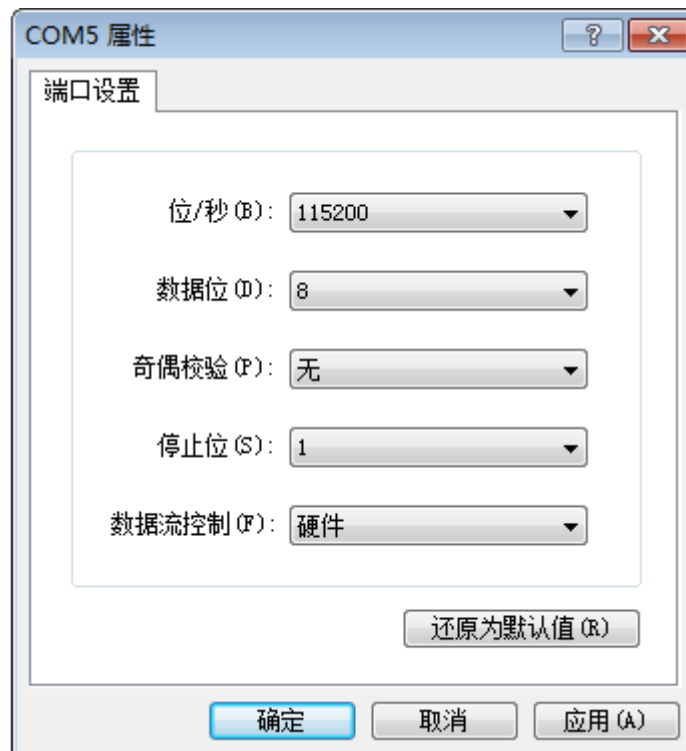 COM5 属性
端口设置
位/秒(B): 115200
数据位(D): 8
奇偶校验(P): 无
停止位(S): 1
数据流控制(F): 硬件
还原为默认值(R)
确定 取消 应用(A)